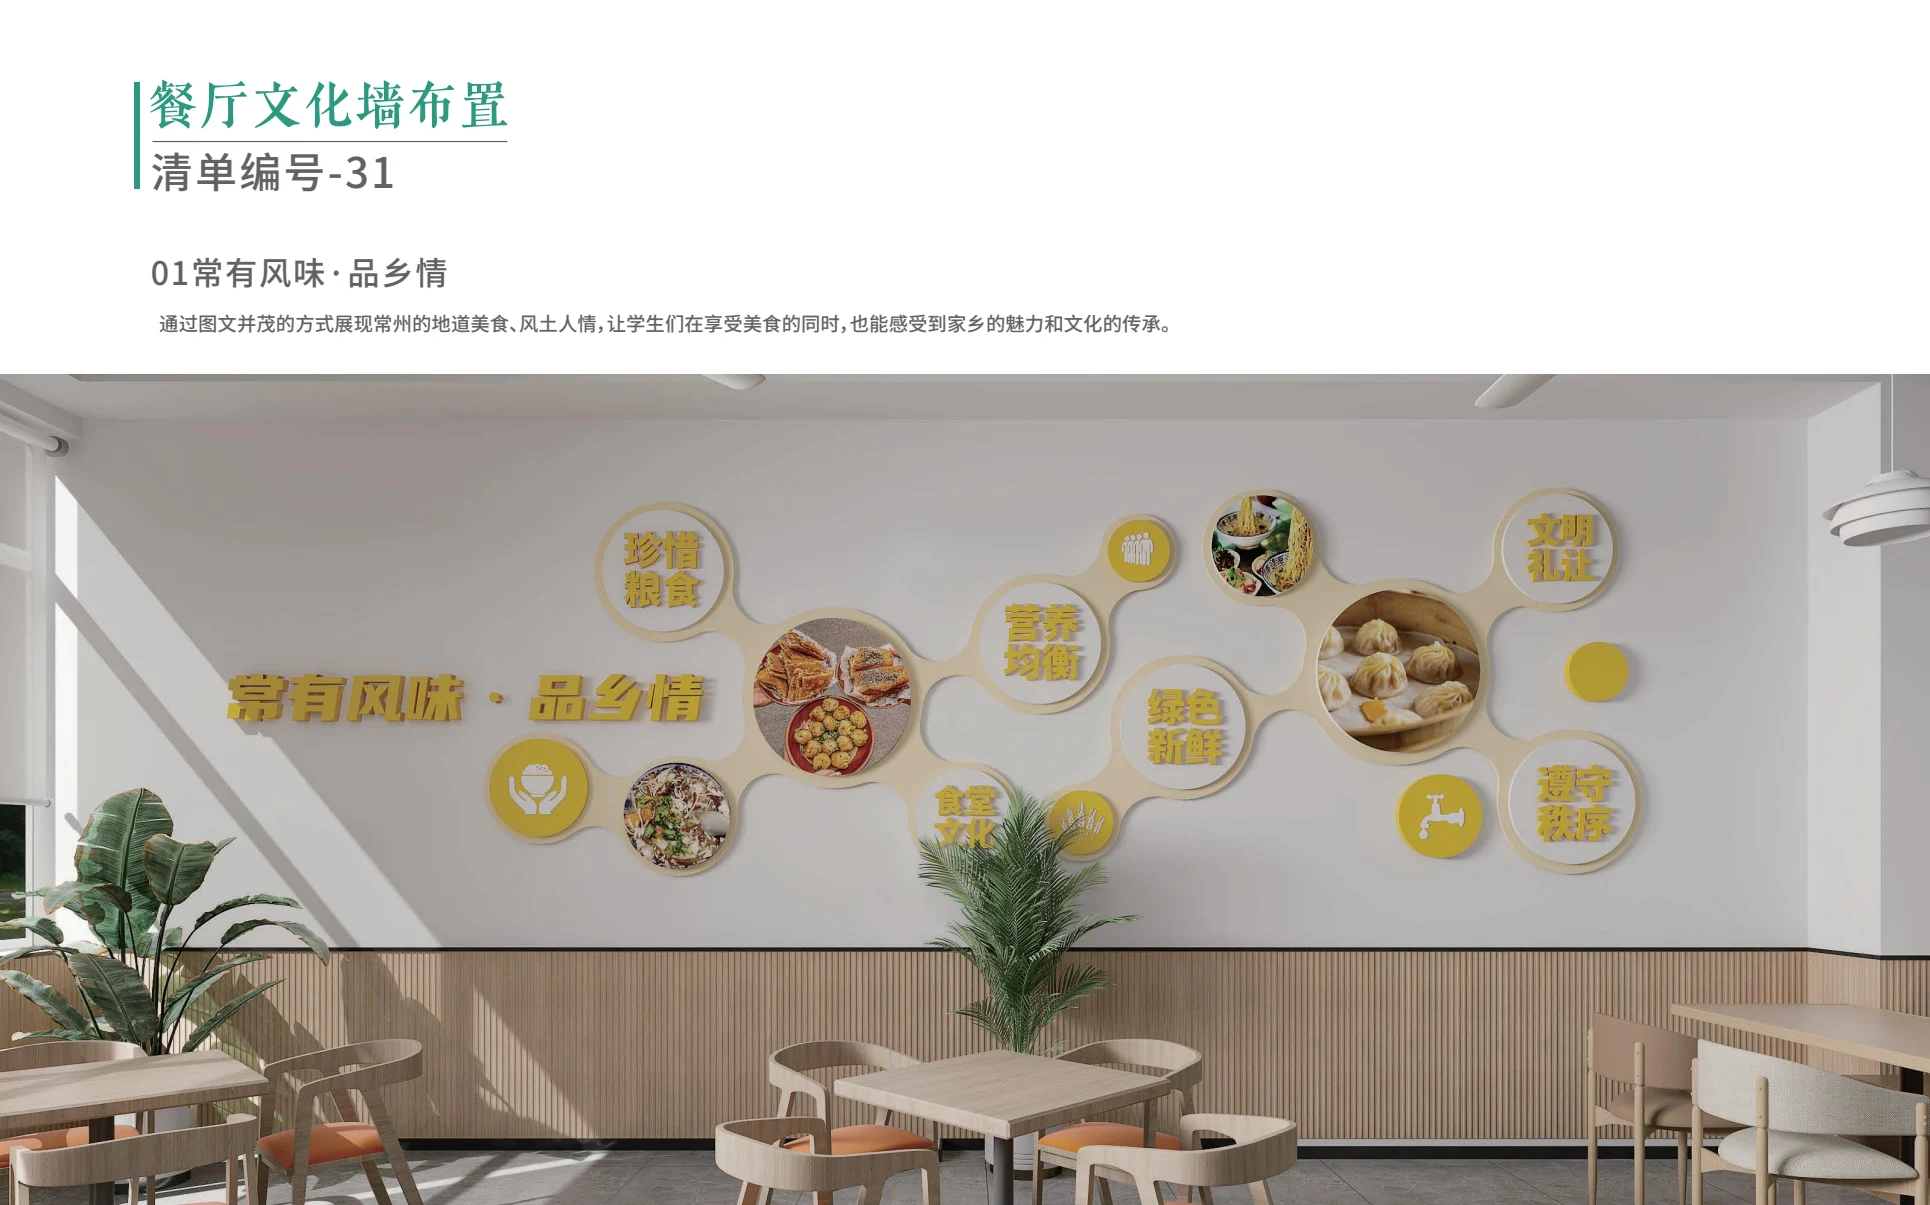 餐厅文化墙布置
清单编号-31
01常有风味·品乡情
通过图文并茂的方式展现常州的地道美食、风土人情,让学生们在享受美食的同时,也能感受到家乡的魅力和文化的传承。
常有风味·品乡情
珍惜
粮食
营养
均衡
食堂
文化
绿色
新鲜
文明
礼让
遵守
秩序